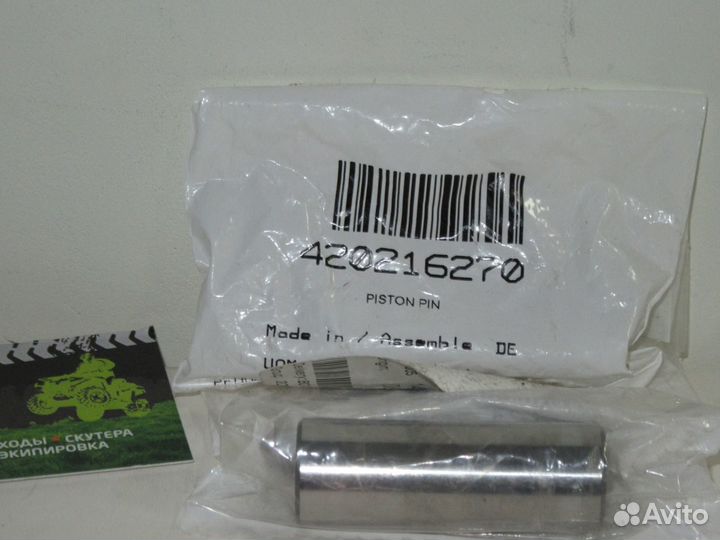 420216270
PISTON PIN
Made in / Assemble DE
ХОДЫ • СКУТЕРА
ЭКИПИРОВКА
Avito